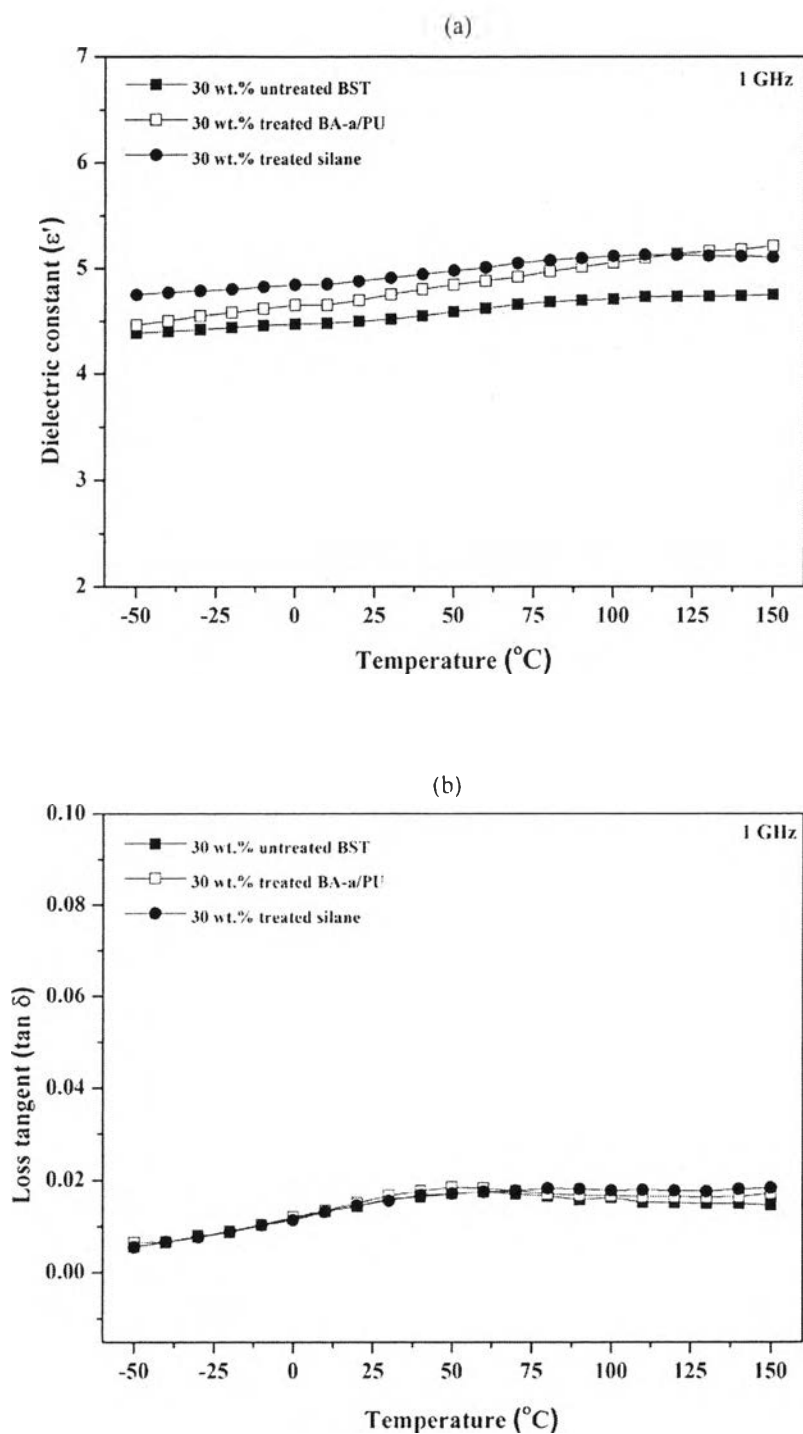 (a)
7
6
5
4
3
2
Dielectric constant (ε')
30 wt.% untreated BST
30 wt.% treated BA-a/PU
30 wt.% treated silane
1 GHz
-50 -25 0 25 50 75 100 125 150
Temperature (°C)
(b)
0.10
0.08
0.06
0.04
0.02
0.00
Loss tangent (tan δ)
30 wt.% untreated BST
30 wt.% treated BA-a/PU
30 wt.% treated silane
1 GHz
-50 -25 0 25 50 75 100 125 150
Temperature (°C)